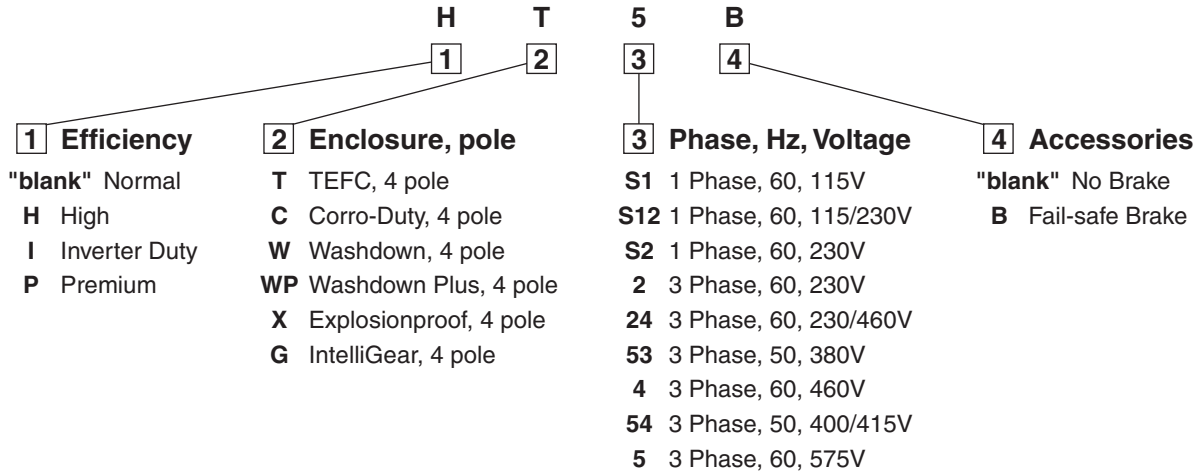 H T 5 B
1 2 3 4
1 Efficiency
"blank" Normal
H High
I Inverter Duty
P Premium
2 Enclosure, pole
T TEFC, 4 pole
C Corro-Duty, 4 pole
W Washdown, 4 pole
WP Washdown Plus, 4 pole
X Explosionproof, 4 pole
G IntelliGear, 4 pole
3 Phase, Hz, Voltage
S1 1 Phase, 60, 115V
S12 1 Phase, 60, 115/230V
S2 1 Phase, 60, 230V
2 3 Phase, 60, 230V
24 3 Phase, 60, 230/460V
53 3 Phase, 50, 380V
4 3 Phase, 60, 460V
54 3 Phase, 50, 400/415V
5 3 Phase, 60, 575V
4 Accessories
"blank" No Brake
B Fail-safe Brake